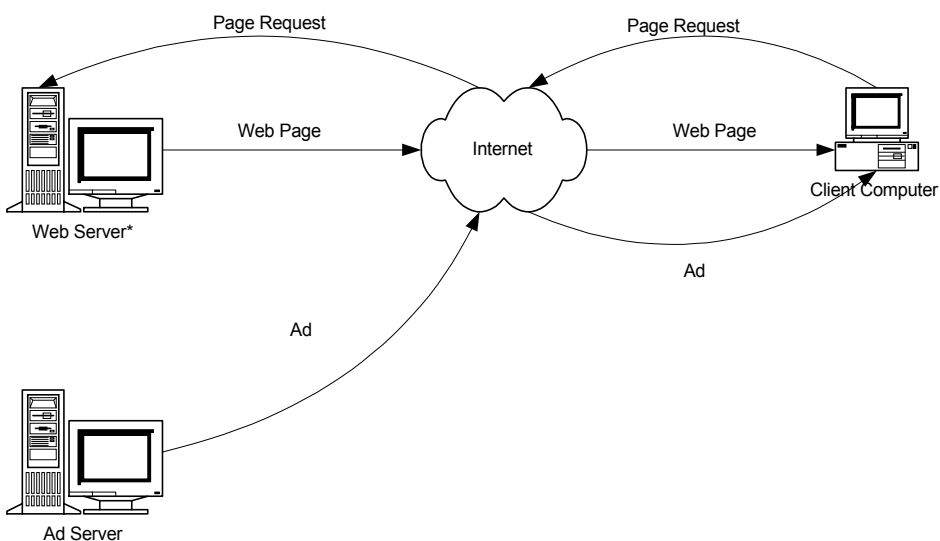 Page Request
Page Request
Web Page
Internet
Web Page
Client Computer
Web Server*
Ad
Ad
Ad Server